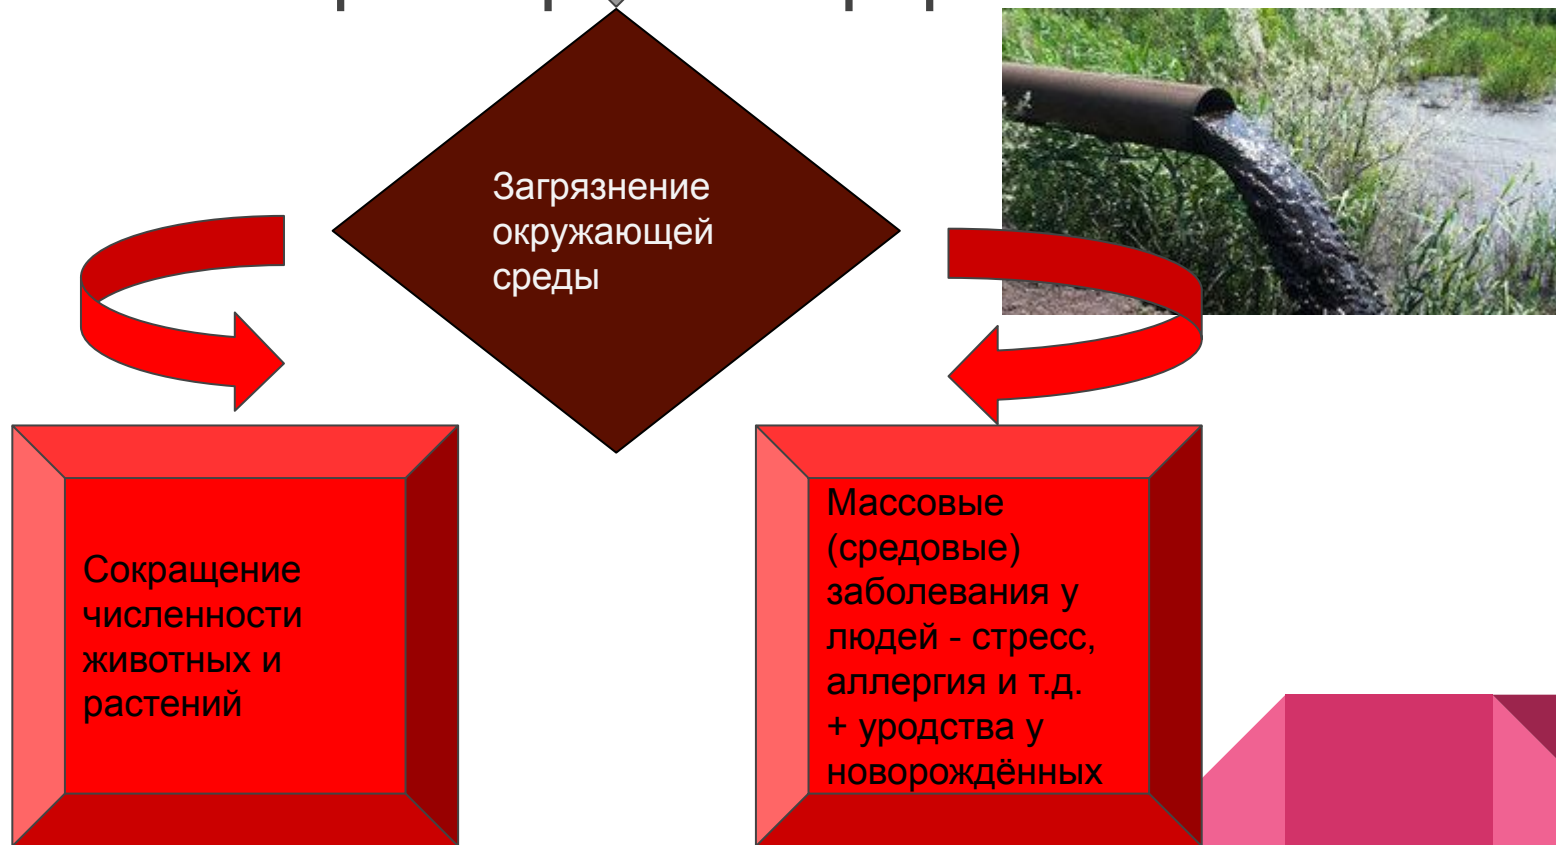 Загрязнение
окружающей
среды
Сокращение
численности
животных и
растений
Массовые
(средовые)
заболевания у
людей - стресс,
аллергия и т.д.
+ уродства у
новорождённых